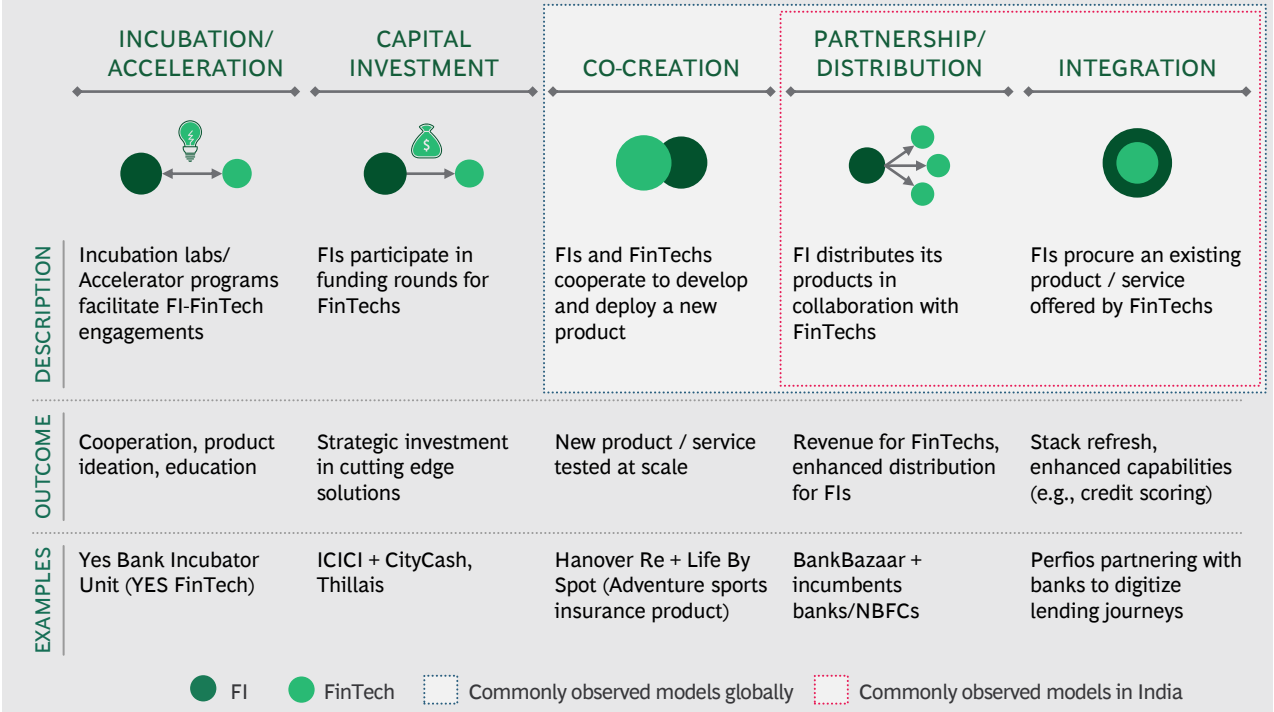 INCUBATION/
ACCELERATION
CAPITAL
INVESTMENT
CO-CREATION
PARTNERSHIP/
DISTRIBUTION
INTEGRATION
$
DESCRIPTION
Incubation labs/
Accelerator programs
facilitate FI-FinTech
engagements
FIs participate in
funding rounds for
FinTechs
FIs and FinTechs
cooperate to develop
and deploy a new
product
FI distributes its
products in
collaboration with
FinTechs
FIs procure an existing
product / service
offered by FinTechs
OUTCOME
Cooperation, product
ideation, education
Strategic investment
in cutting edge
solutions
New product / service
tested at scale
Revenue for FinTechs,
enhanced distribution
for FIs
Stack refresh,
enhanced capabilities
(e.g., credit scoring)
EXAMPLES
Yes Bank Incubator
Unit (YES FinTech)
ICICI + CityCash,
Thillais
Hanover Re + Life By
Spot (Adventure sports
insurance product)
BankBazaar +
incumbents
banks/NBFCs
Perfios partnering with
banks to digitize
lending journeys
FI
FinTech
Commonly observed models globally
Commonly observed models in India